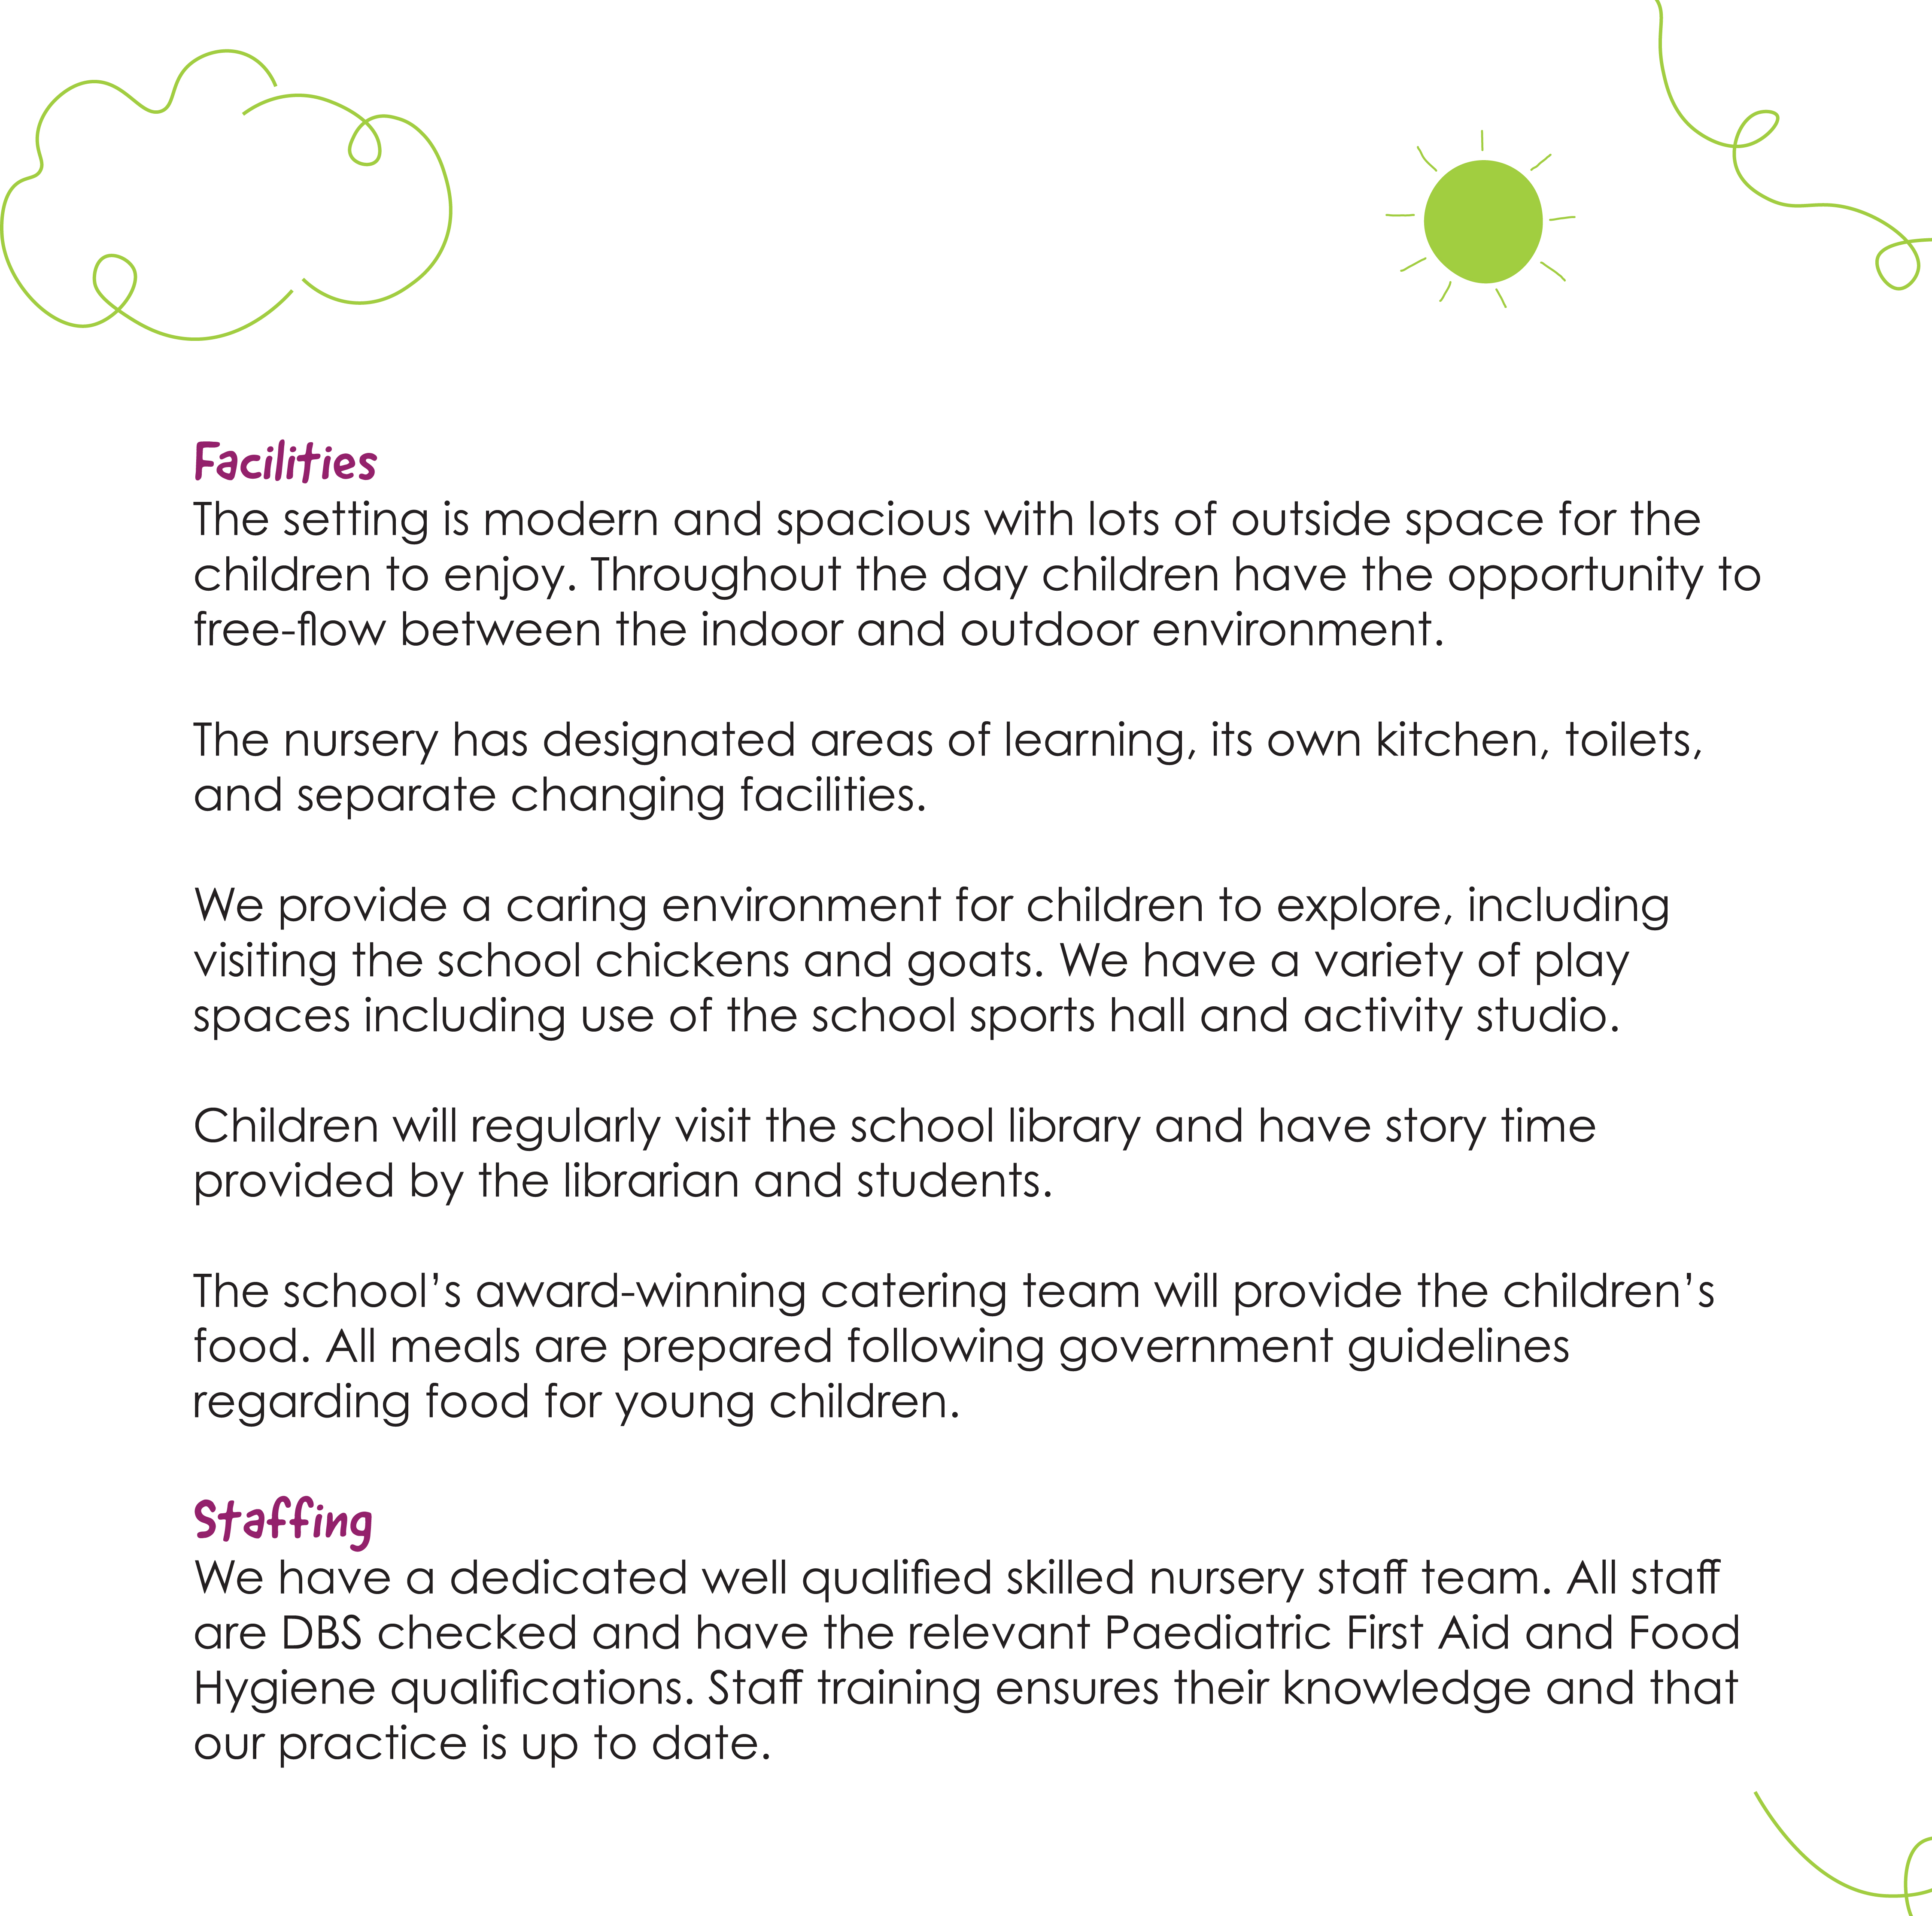 Facilities
The setting is modern and spacious with lots of outside space for the
children to enjoy. Throughout the day children have the opportunity to
free-flow between the indoor and outdoor environment.
The nursery has designated areas of learning, its own kitchen, toilets,
and separate changing facilities.
We provide a caring environment for children to explore, including
visiting the school chickens and goats. We have a variety of play
spaces including use of the school sports hall and activity studio.
Children will regularly visit the school library and have story time
provided by the librarian and students.
The school’s award-winning catering team will provide the children’s
food. All meals are prepared following government guidelines
regarding food for young children.
Staffing
We have a dedicated well qualified skilled nursery staff team. All staff
are DBS checked and have the relevant Paediatric First Aid and Food
Hygiene qualifications. Staff training ensures their knowledge and that
our practice is up to date.